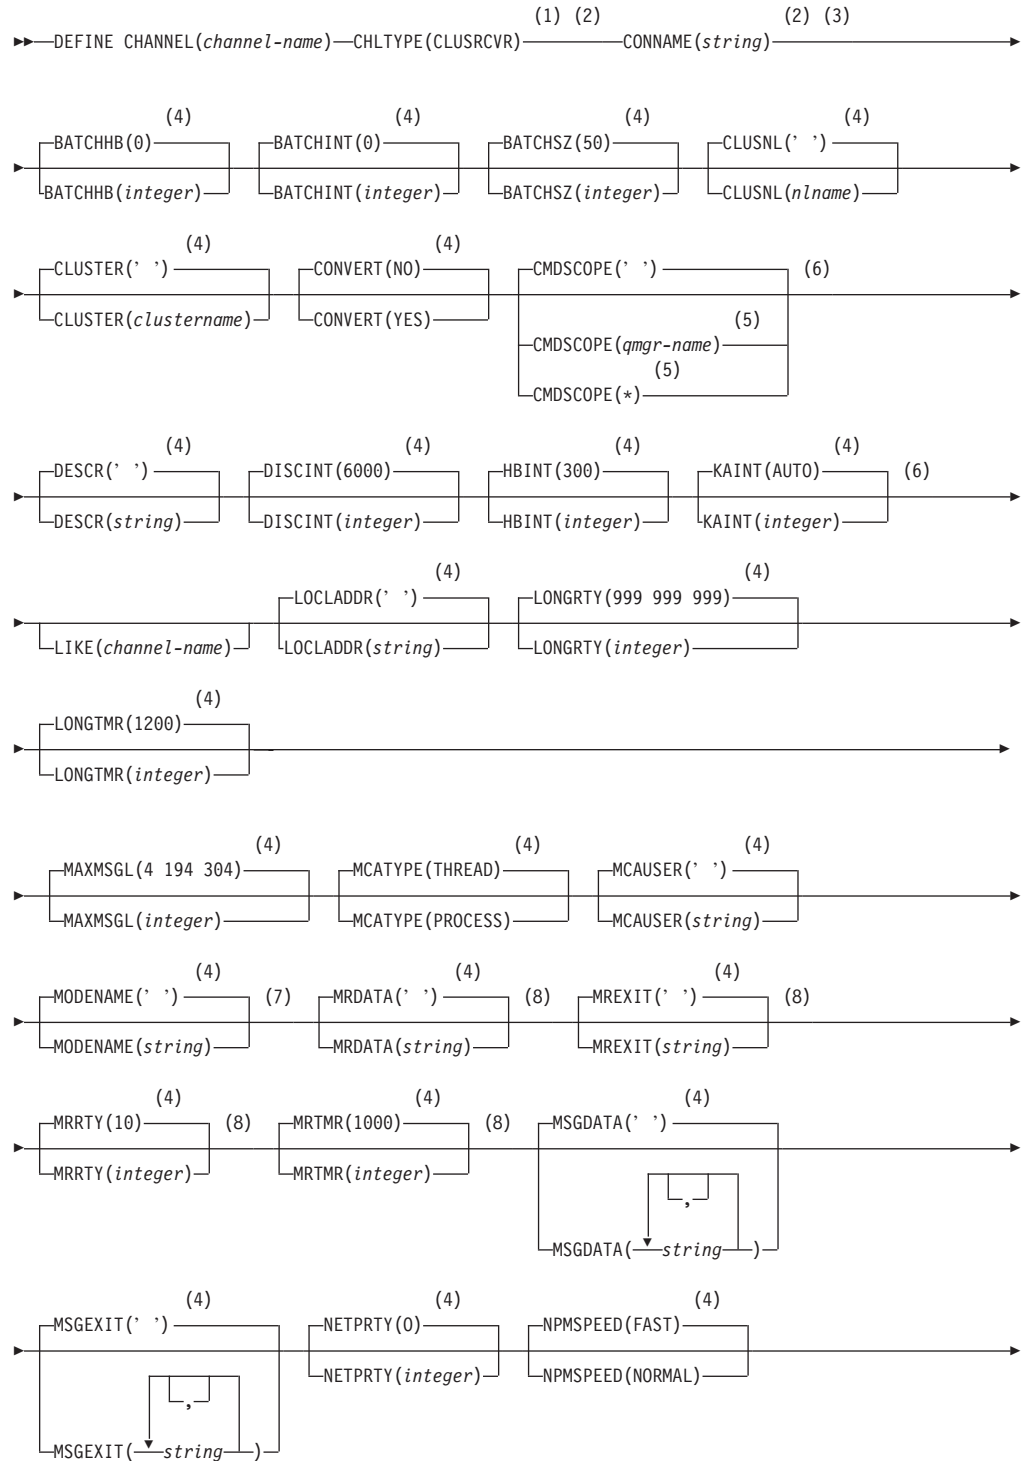 (1) (2) (2) (3)
DEFINE CHANNEL(channel-name) CHLTYPE(CLUSRCVR) CONNAME(string)
(4) (4) (4) (4)
BATCHHB(0) BATCHINT(0) BATCHSZ(50) CLUSNL(' ')
BATCHHB(integer) BATCHINT(integer) BATCHSZ(integer) CLUSNL(nlname)
(4) (4)
CLUSTER(' ') CONVERT(NO) CMDSCOPE(' ') (6)
CLUSTER(clustername) CONVERT(YES) (5)
CMDSCOPE(qmgr-name)
(5)
CMDSCOPE(*)
(4) (4) (4) (4)
DESCR(' ') DISCINT(6000) HBINT(300) KAINT(AUTO) (6)
DESCR(string) DISCINT(integer) HBINT(integer) KAINT(integer)
(4) (4)
LOCLADDR(' ') LONGRTY(999 999 999)
LIKE(channel-name) LOCLADDR(string) LONGRTY(integer)
(4)
LONGTMR(1200)
LONGTMR(integer)
(4) (4) (4)
MAXMSGL(4 194 304) MCATYPE(THREAD) MCAUSER(' ')
MAXMSGL(integer) MCATYPE(PROCESS) MCAUSER(string)
(4) (4) (4)
MODENAME(' ') (7) MRDATA(' ') (8) MREXIT(' ') (8)
MODENAME(string) MRDATA(string) MREXIT(string)
(4) (4) (4)
MRRTY(10) (8) MRTMR(1000) (8) MSGDATA(' ')
MRRTY(integer) MRTMR(integer)
,
MSGDATA( string )
(4) (4) (4)
MSGEXIT(' ') NETPRTY(0) NPMSPEED(FAST)
NETPRTY(integer) NPMSPEED(NORMAL)
,
MSGEXIT( string )